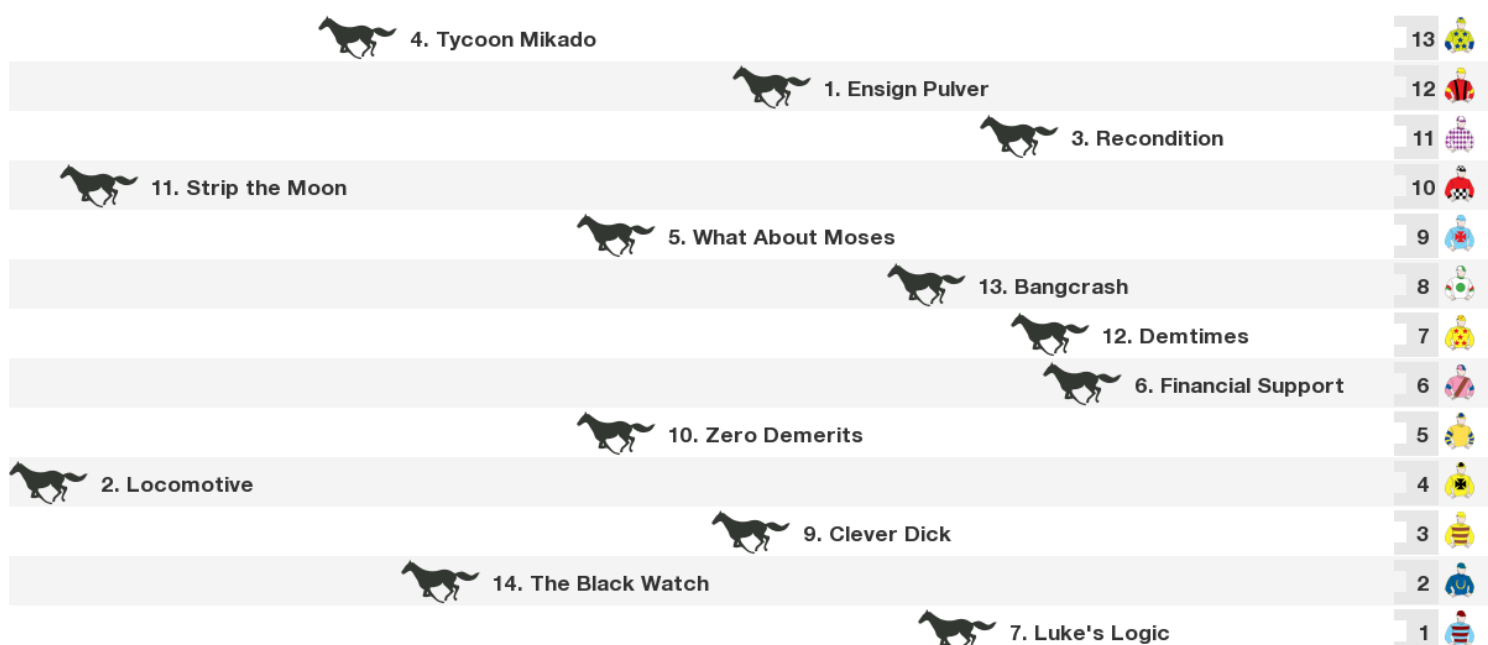 4. Tycoon Mikado 13
1. Ensign Pulver 12
3. Recondition 11
11. Strip the Moon 10
5. What About Moses 9
13. Bangcrash 8
12. Demtimes 7
6. Financial Support 6
10. Zero Demerits 5
2. Locomotive 4
9. Clever Dick 3
14. The Black Watch 2
7. Luke's Logic 1